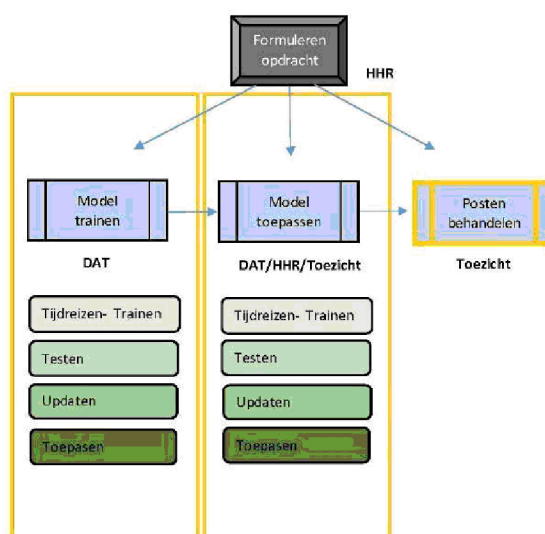 Formuleren
opdracht
HHR
Model
trainen
Model
toepassen
Posten
behandelen
DAT
DAT/HHR/Toezicht
Toezicht
Tijdreizen- Trainen
Testen
Updaten
Toepasen
Tijdreizen- Trainen
Testen
Updaten
Toepasen